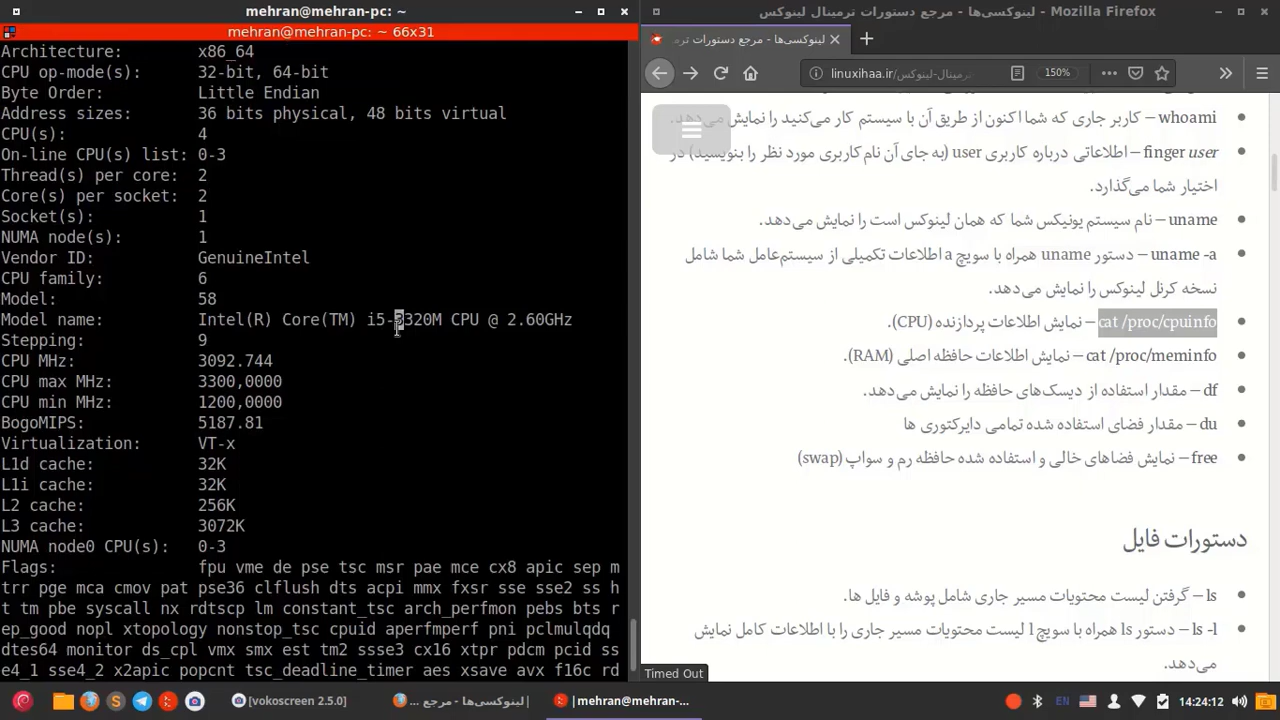 mehran@mehran-pc: ~
mehran@mehran-pc: ~ 66x31
Architecture: x86_64
CPU op-mode(s): 32-bit, 64-bit
Byte Order: Little Endian
Address sizes: 36 bits physical, 48 bits virtual
CPU(s): 4
On-line CPU(s) list: 0-3
Thread(s) per core: 2
Core(s) per socket: 2
Socket(s): 1
NUMA node(s): 1
Vendor ID: GenuineIntel
CPU family: 6
Model: 58
Model name: Intel(R) Core(TM) i5-3320M CPU @ 2.60GHz
Stepping: 9
CPU MHz: 3092.744
CPU max MHz: 3300,0000
CPU min MHz: 1200,0000
BogoMIPS: 5187.81
Virtualization: VT-x
L1d cache: 32K
L1i cache: 32K
L2 cache: 256K
L3 cache: 3072K
NUMA node0 CPU(s): 0-3
Flags: fpu vme de pse tsc msr pae mce cx8 apic sep m
trr pge mca cmov pat pse36 clflush dts acpi mmx fxsr sse sse2 ss h
t tm pbe syscall nx rdtscp lm constant_tsc arch_perfmon pebs bts r
ep_good nopl xtopology nonstop_tsc cpuid aperfmperf pni pclmulqdq
dtes64 monitor ds_cpl vmx smx est tm2 ssse3 cx16 xtpr pdcm pcid ss
e4_1 sse4_2 x2apic popcnt tsc_deadline_timer aes xsave avx f16c rd
لینوکسی‌ها - مرجع دستورات ترمینال لینوکس - Mozilla Firefox
لینوکسی‌ها - مرجع دستورات ترم
linuxihaa.ir/ترمینال-لینوکس
150%
whoami – کاربر جاری که شما اکنون از طریق آن با سیستم کار می‌کنید را نمایش می‌دهد.
finger user – اطلاعاتی درباره کاربری user (به جای آن نام کاربری مورد نظر را بنویسید) در
اختیار شما می‌گذارد.
uname – نام سیستم یونیکس شما که همان لینوکس است را نمایش می‌دهد.
uname -a – دستور uname همراه با سویچ a اطلاعات تکمیلی از سیستم‌عامل شما شامل
نسخه کرنل لینوکس را نمایش می‌دهد.
cat /proc/cpuinfo – نمایش اطلاعات پردازنده (CPU).
cat /proc/meminfo – نمایش اطلاعات حافظه اصلی (RAM).
df – مقدار استفاده از دیسک‌های حافظه را نمایش می‌دهد.
du – مقدار فضای استفاده شده تمامی دایرکتوری ها
free – نمایش فضاهای خالی و استفاده شده حافظه رم و سواپ (swap)
دستورات فایل
ls – گرفتن لیست محتویات مسیر جاری شامل پوشه و فایل ها.
ls -l – دستور ls همراه با سویچ l لیست محتویات مسیر جاری را با اطلاعات کامل نمایش
می‌دهد.
Timed Out
[vokoscreen 2.5.0]
[لینوکسی‌ها - مرجع ...
mehran@mehran-...
EN
14:24:12